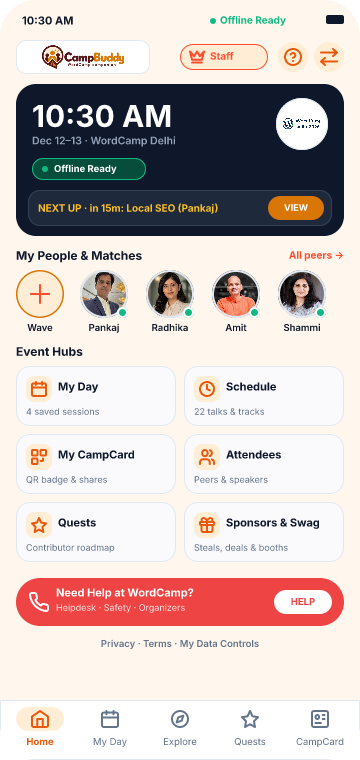 10:30 AM
Offline Ready
CampBuddy
Staff
10:30 AM
Dec 12–13 · WordCamp Delhi
Offline Ready
NEXT UP · in 15m: Local SEO (Pankaj)
VIEW
My People & Matches
All peers →
Wave
Pankaj
Radhika
Amit
Shammi
Event Hubs
My Day
4 saved sessions
Schedule
22 talks & tracks
My CampCard
QR badge & shares
Attendees
Peers & speakers
Quests
Contributor roadmap
Sponsors & Swag
Steals, deals & booths
Need Help at WordCamp?
Helpdesk · Safety · Organizers
HELP
Privacy · Terms · My Data Controls
Home
My Day
Explore
Quests
CampCard